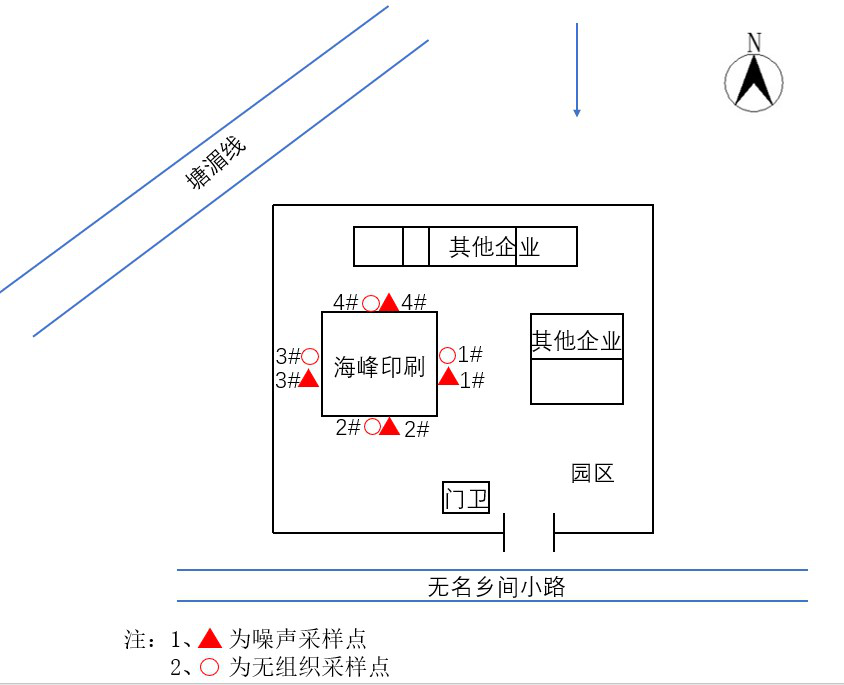 N
塘湄线
其他企业
4# 4#
其他企业
3# 海峰印刷 1#
3# 1#
2# 2#
园区
门卫
无名乡间小路
注：1、为噪声采样点
2、为无组织采样点